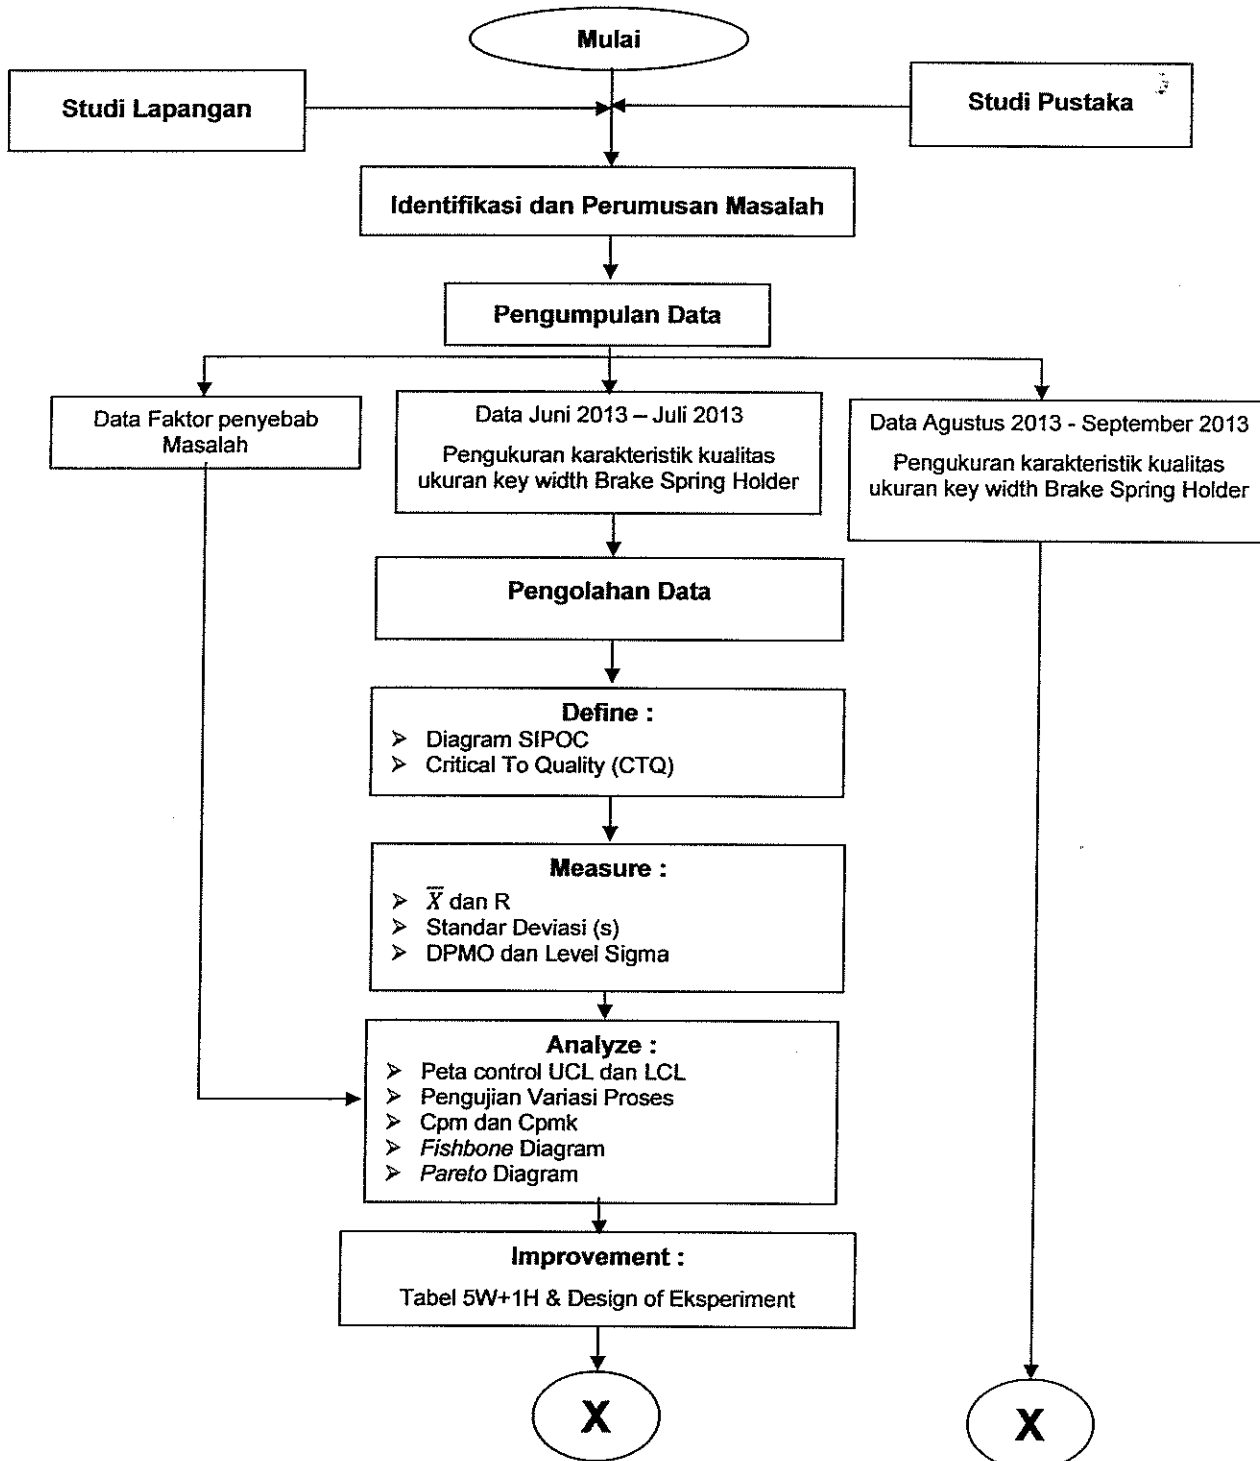 Mulai
Studi Lapangan
Studi Pustaka
Identifikasi dan Perumusan Masalah
Pengumpulan Data
Data Faktor penyebab
Masalah
Data Juni 2013 – Juli 2013
Pengukuran karakteristik kualitas
ukuran key width Brake Spring Holder
Data Agustus 2013 - September 2013
Pengukuran karakteristik kualitas
ukuran key width Brake Spring Holder
Pengolahan Data
Define :
➢ Diagram SIPOC
➢ Critical To Quality (CTQ)
Measure :
➢ X̿ dan R
➢ Standar Deviasi (s)
➢ DPMO dan Level Sigma
Analyze :
➢ Peta control UCL dan LCL
➢ Pengujian Variasi Proses
➢ Cpm dan Cpmk
➢ Fishbone Diagram
➢ Pareto Diagram
Improvement :
Tabel 5W+1H & Design of Eksperiment
X
X